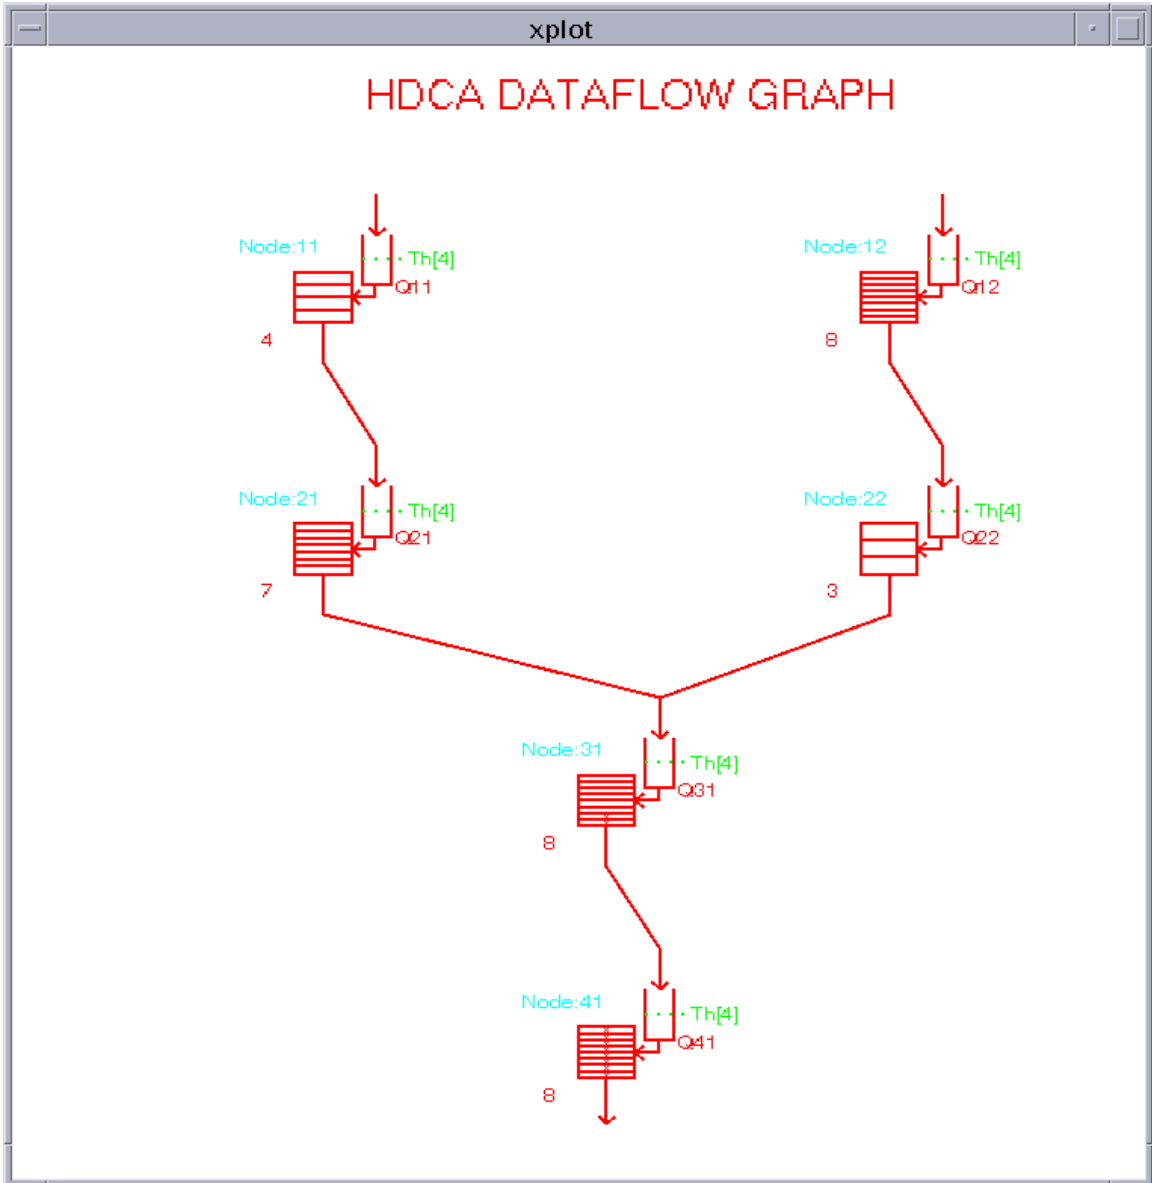 xplot
HDCA DATAFLOW GRAPH
Node:11
Th[4]
Q11
4
Node:12
Th[4]
Q12
8
Node:21
Th[4]
Q21
7
Node:22
Th[4]
Q22
3
Node:31
Th[4]
Q31
8
Node:41
Th[4]
Q41
8